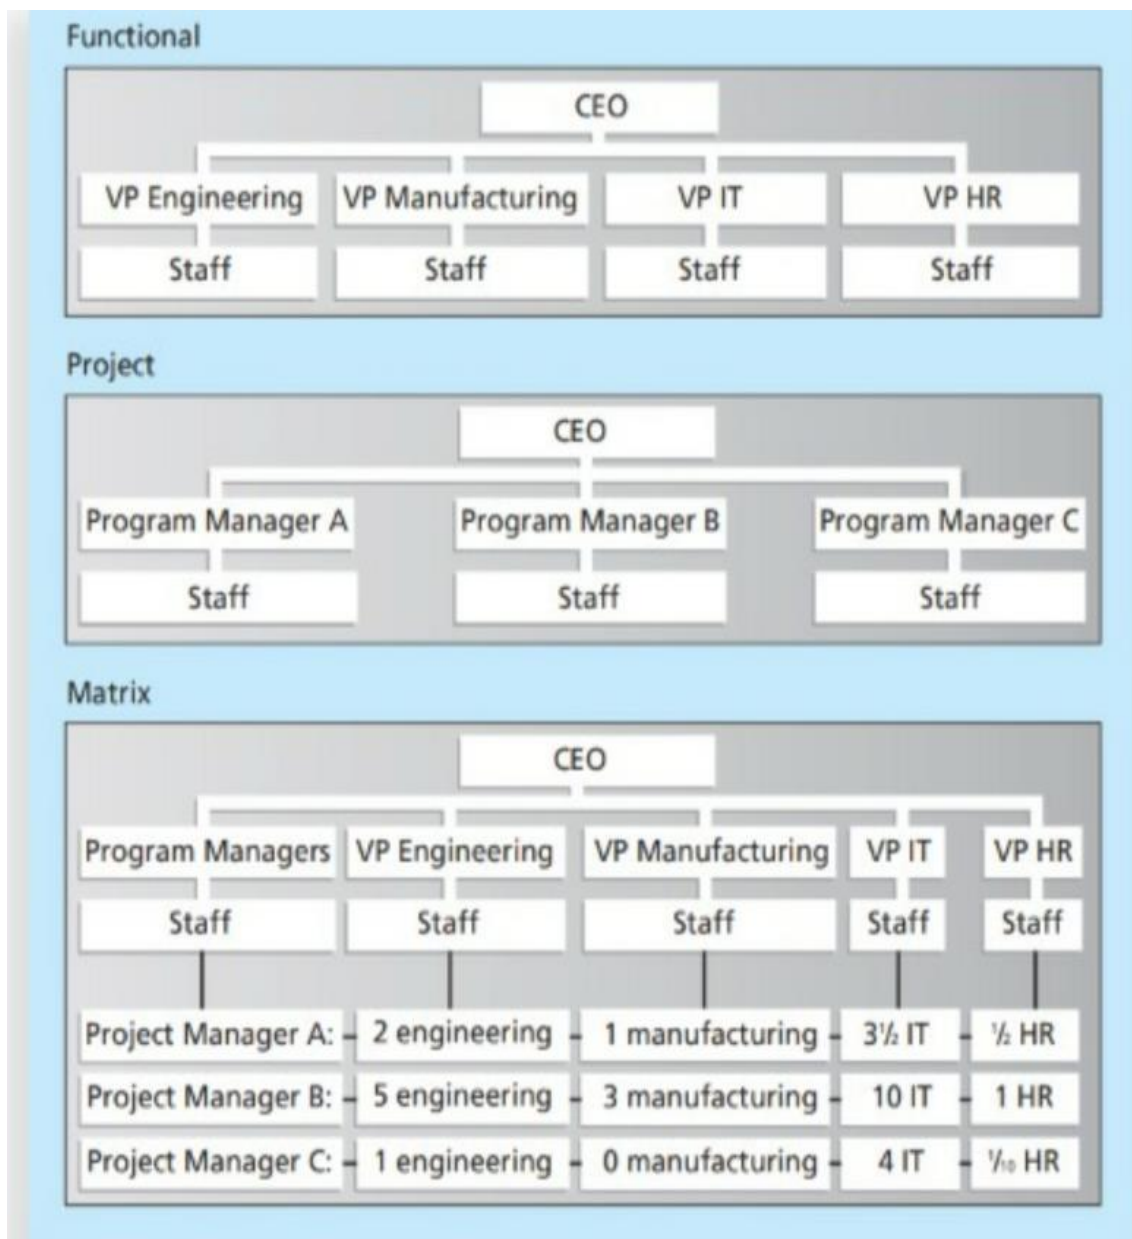 Functional
CEO
VP Engineering VP Manufacturing VP IT VP HR
Staff Staff Staff Staff
Project
CEO
Program Manager A Program Manager B Program Manager C
Staff Staff Staff
Matrix
CEO
Program Managers VP Engineering VP Manufacturing VP IT VP HR
Staff Staff Staff Staff Staff
Project Manager A: 2 engineering 1 manufacturing 3½ IT ½ HR
Project Manager B: 5 engineering 3 manufacturing 10 IT 1 HR
Project Manager C: 1 engineering 0 manufacturing 4 IT 1/10 HR